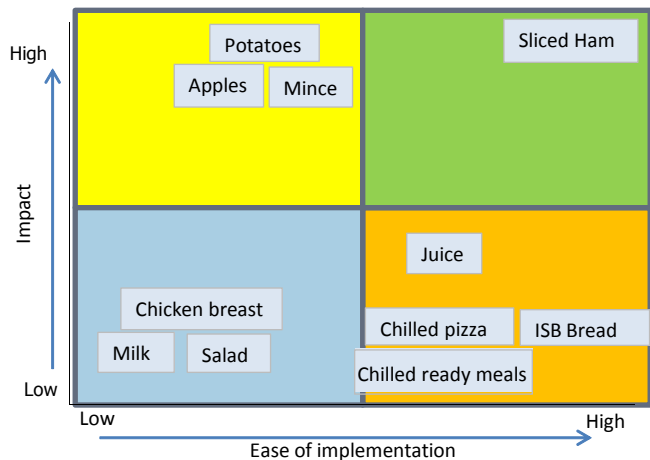 High
Potatoes
Sliced Ham
Apples
Mince
Impact
Juice
Chicken breast
Chilled pizza
ISB Bread
Milk
Salad
Chilled ready meals
Low
Low
High
Ease of implementation